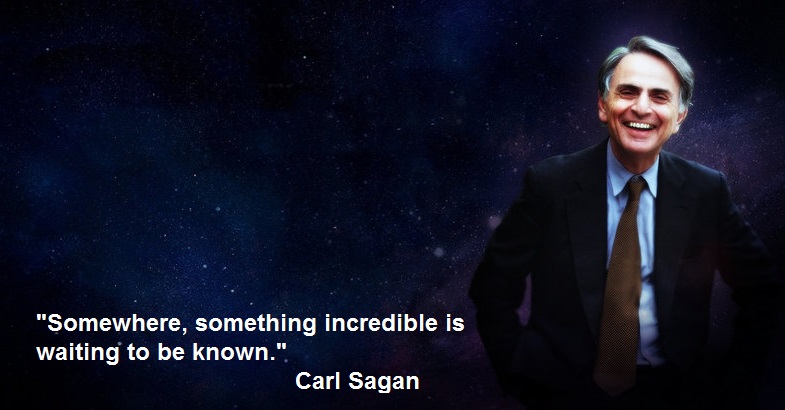 "Somewhere, something incredible is
waiting to be known."
Carl Sagan